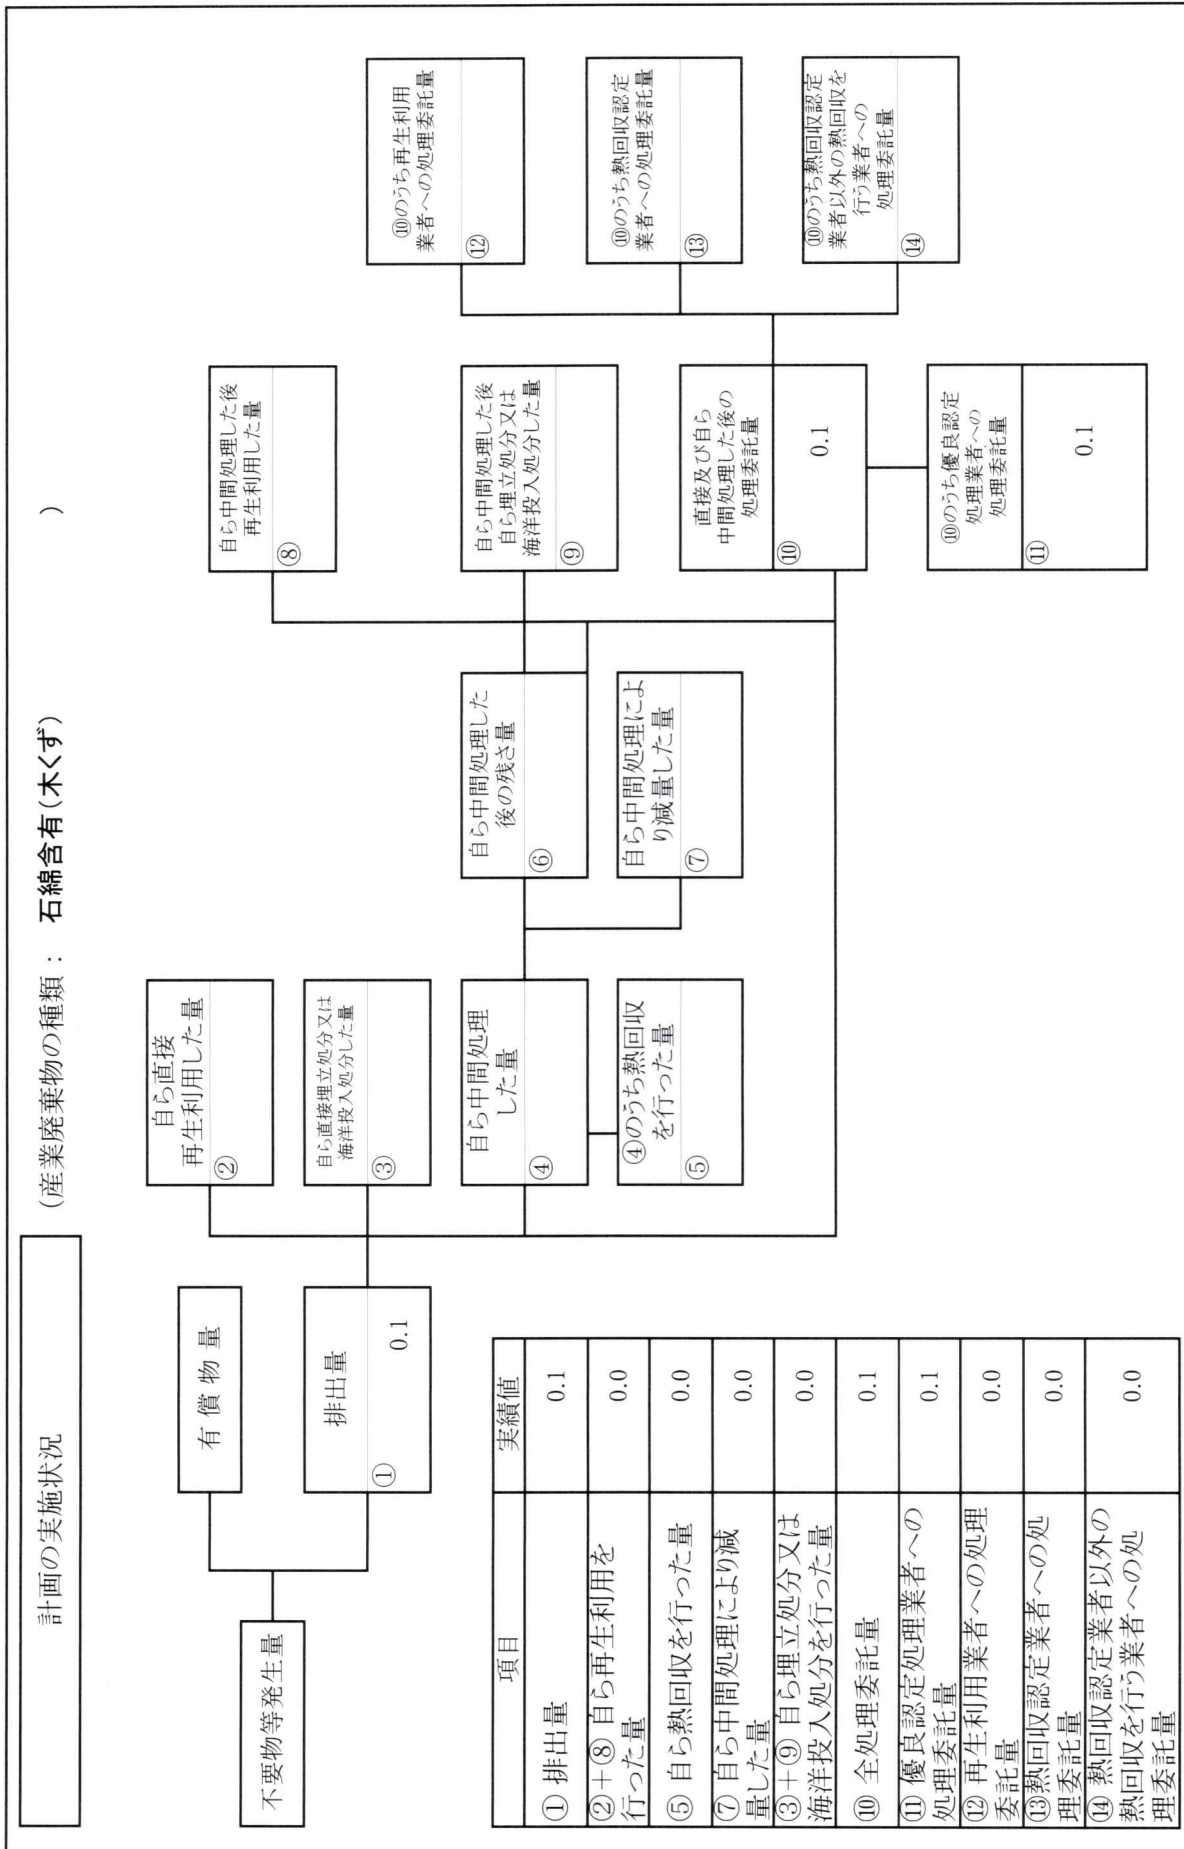 計画の実施状況
(産業廃棄物の種類： 石綿含有(木くず) )
不要物等発生量
有償物量
排出量
①
0.1
自ら直接
再生利用した量
②
自ら直接埋立処分又は
海洋投入処分した量
③
自ら中間処理
した量
④
④のうち熱回収
を行った量
⑤
自ら中間処理した
後の残さ量
⑥
自ら中間処理によ
り減量した量
⑦
自ら中間処理した後
再生利用した量
⑧
自ら中間処理した後
自ら埋立処分又は
海洋投入処分した量
⑨
直接及び自ら
中間処理した後の
処理委託量
⑩
0.1
⑩のうち優良認定
処理業者への
処理委託量
⑪
0.1
⑩のうち再生利用
業者への処理委託量
⑫
⑩のうち熱回収認定
業者への処理委託量
⑬
⑩のうち熱回収認定
業者以外の熱回収を
行う業者への
処理委託量
⑭
項目 実績値
① 排出量 0.1
②＋⑧ 自ら再生利用を
行った量 0.0
⑤ 自ら熱回収を行った量 0.0
⑦ 自ら中間処理により減
量した量 0.0
③＋⑨ 自ら埋立処分又は
海洋投入処分を行った量 0.0
⑩ 全処理委託量 0.1
⑪ 優良認定処理業者への
処理委託量 0.1
⑫ 再生利用業者への処理
委託量 0.0
⑬熱回収認定業者への処
理委託量 0.0
⑭ 熱回収認定業者以外の
熱回収を行う業者への処
理委託量 0.0